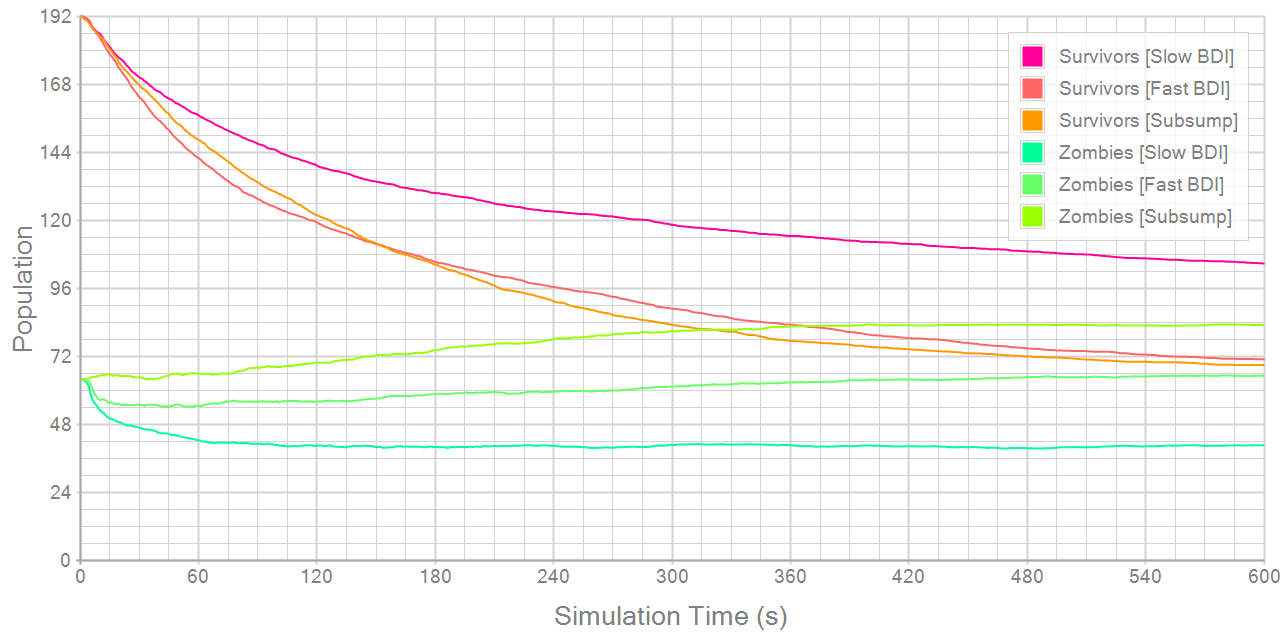 192
168
144
120
96
72
48
24
0
Population
0 60 120 180 240 300 360 420 480 540 600
Simulation Time (s)
Survivors [Slow BDI]
Survivors [Fast BDI]
Survivors [Subsump]
Zombies [Slow BDI]
Zombies [Fast BDI]
Zombies [Subsump]